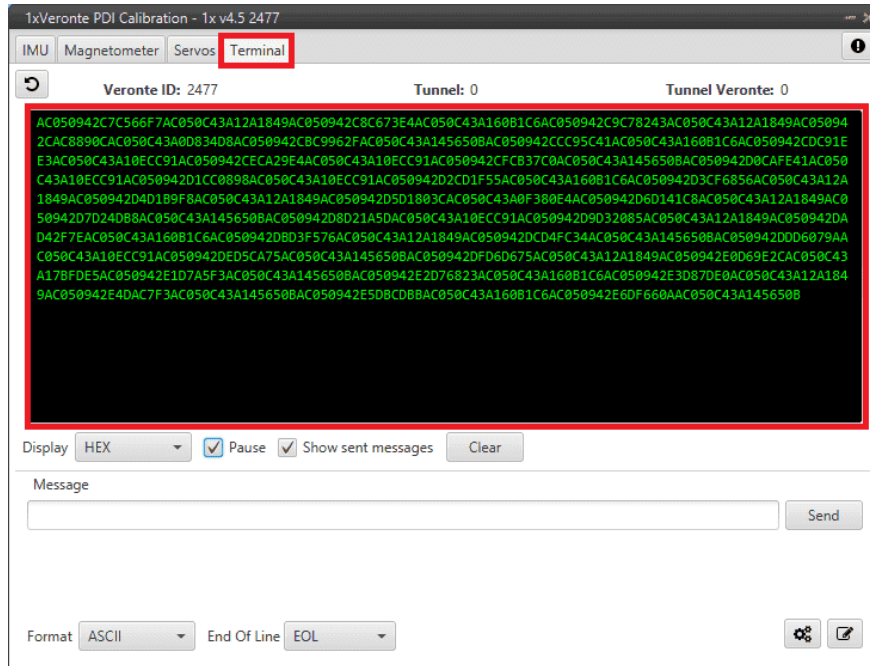 1xVeronte PDI Calibration - 1x v4.5 2477
IMU Magnetometer Servos Terminal
Veronte ID: 2477 Tunnel: 0 Tunnel Veronte: 0
AC050942C7C566F7AC050C43A12A1849AC050942C8C673E4AC050C43A160B1C6AC050942C9C78243AC050C43A12A1849AC05094
2CAC8890CAC050C43A0D834D8AC050942CBC9962FAC050C43A145650BAC050942CCC95C41AC050C43A160B1C6AC050942CDC91E
E3AC050C43A10ECC91AC050942CECA29E4AC050C43A10ECC91AC050942CFCB37C0AC050C43A145650BAC050942D0CAFE41AC050
C43A10ECC91AC050942D1CC0898AC050C43A10ECC91AC050942D2CD1F55AC050C43A160B1C6AC050942D3CF6856AC050C43A12A
1849AC050942D4D1B9F8AC050C43A12A1849AC050942D5D1803CAC050C43A0F380E4AC050942D6D141C8AC050C43A12A1849AC0
50942D7D24DB8AC050C43A145650BAC050942D8D21A5DAC050C43A10ECC91AC050942D9D32085AC050C43A12A1849AC050942DA
D42F7EAC050C43A160B1C6AC050942DBD3F576AC050C43A12A1849AC050942DCD4FC34AC050C43A145650BAC050942DDD6079AA
C050C43A10ECC91AC050942DED5CA75AC050C43A145650BAC050942DFD6D675AC050C43A12A1849AC050942E0D69E2CAC050C43
A17BFDE5AC050942E1D7A5F3AC050C43A145650BAC050942E2D76823AC050C43A160B1C6AC050942E3D87DE0AC050C43A12A184
9AC050942E4DAC7F3AC050C43A145650BAC050942E5DBCDBBAC050C43A160B1C6AC050942E6DF660AAC050C43A145650B
Display HEX Pause Show sent messages Clear
Message
Send
Format ASCII End Of Line EOL